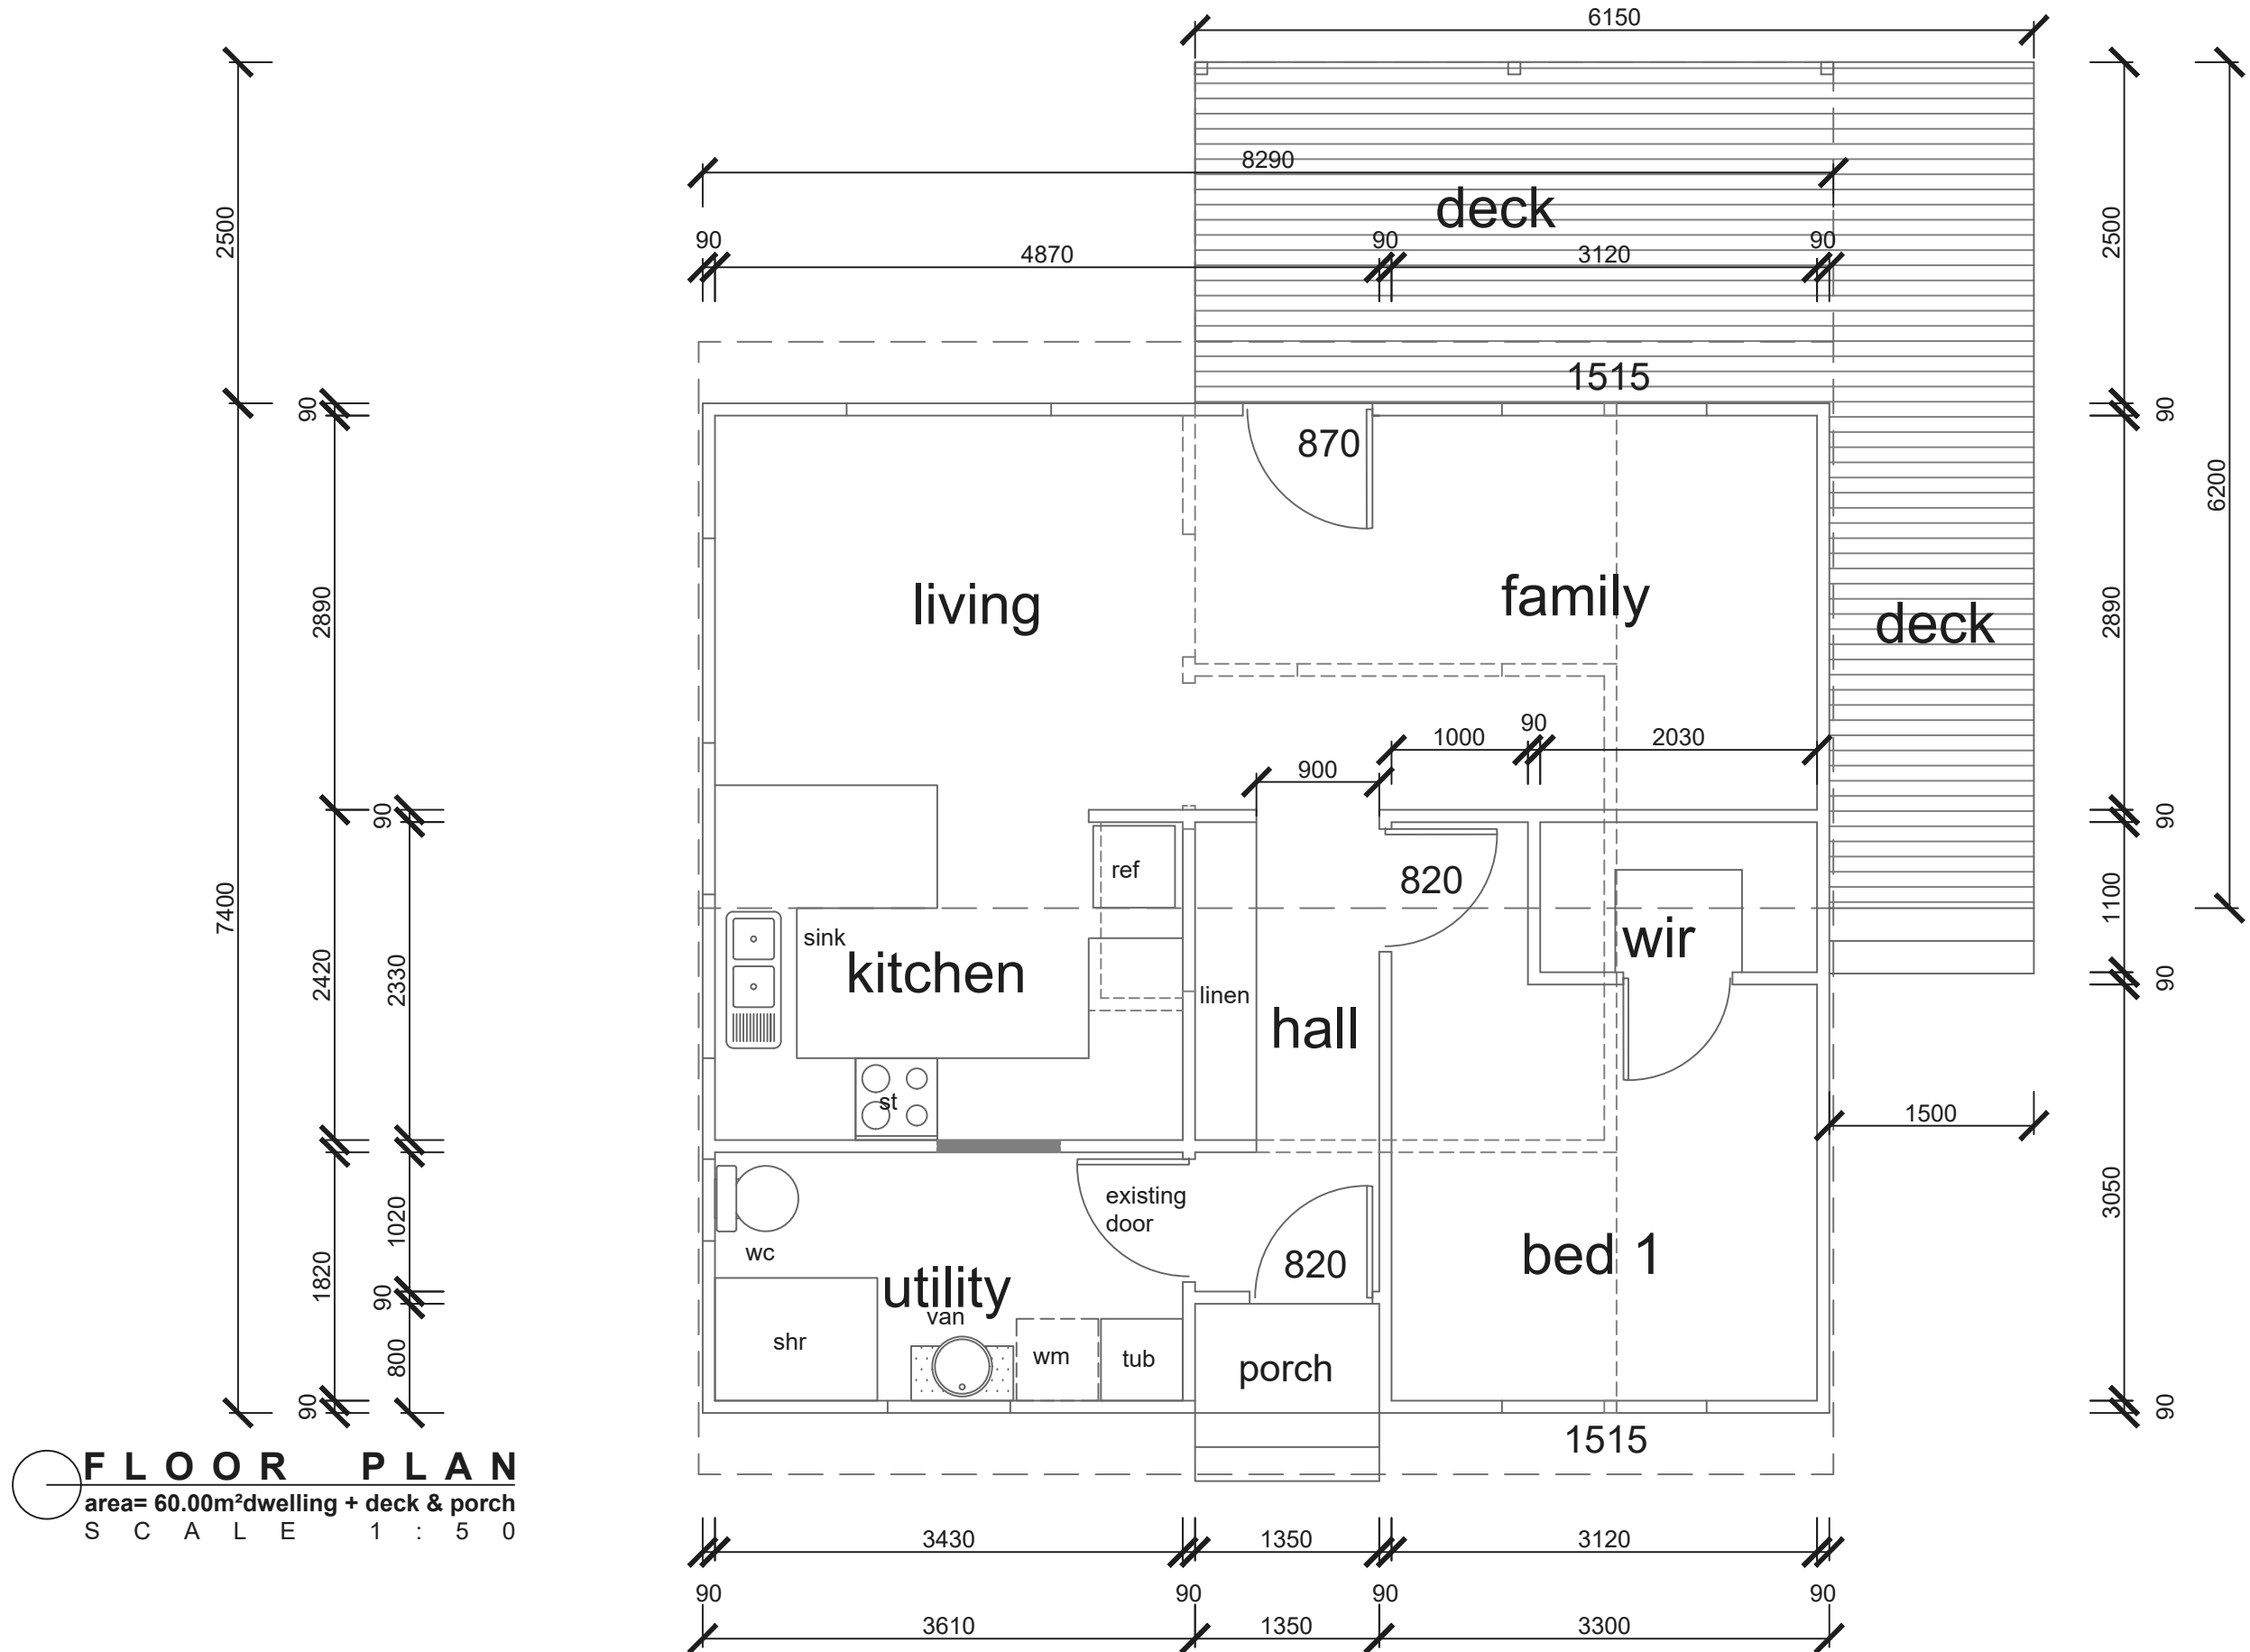 6150
8290
deck
90
4870
90
3120
90
2500
2500
1515
90
90
870
living
family
deck
2890
2890
6200
1000
90
2030
900
90
90
ref
820
7400
1100
sink
kitchen
wir
2420
2330
linen
hall
90
st
1500
existing
door
1020
3050
wc
820
bed 1
1820
90
utility
van
shr
wm
tub
porch
800
90
90
1515
FLOOR PLAN
area= 60.00m²dwelling + deck & porch
SCALE 1:50
3430
1350
3120
90
90
90
90
3610
1350
3300